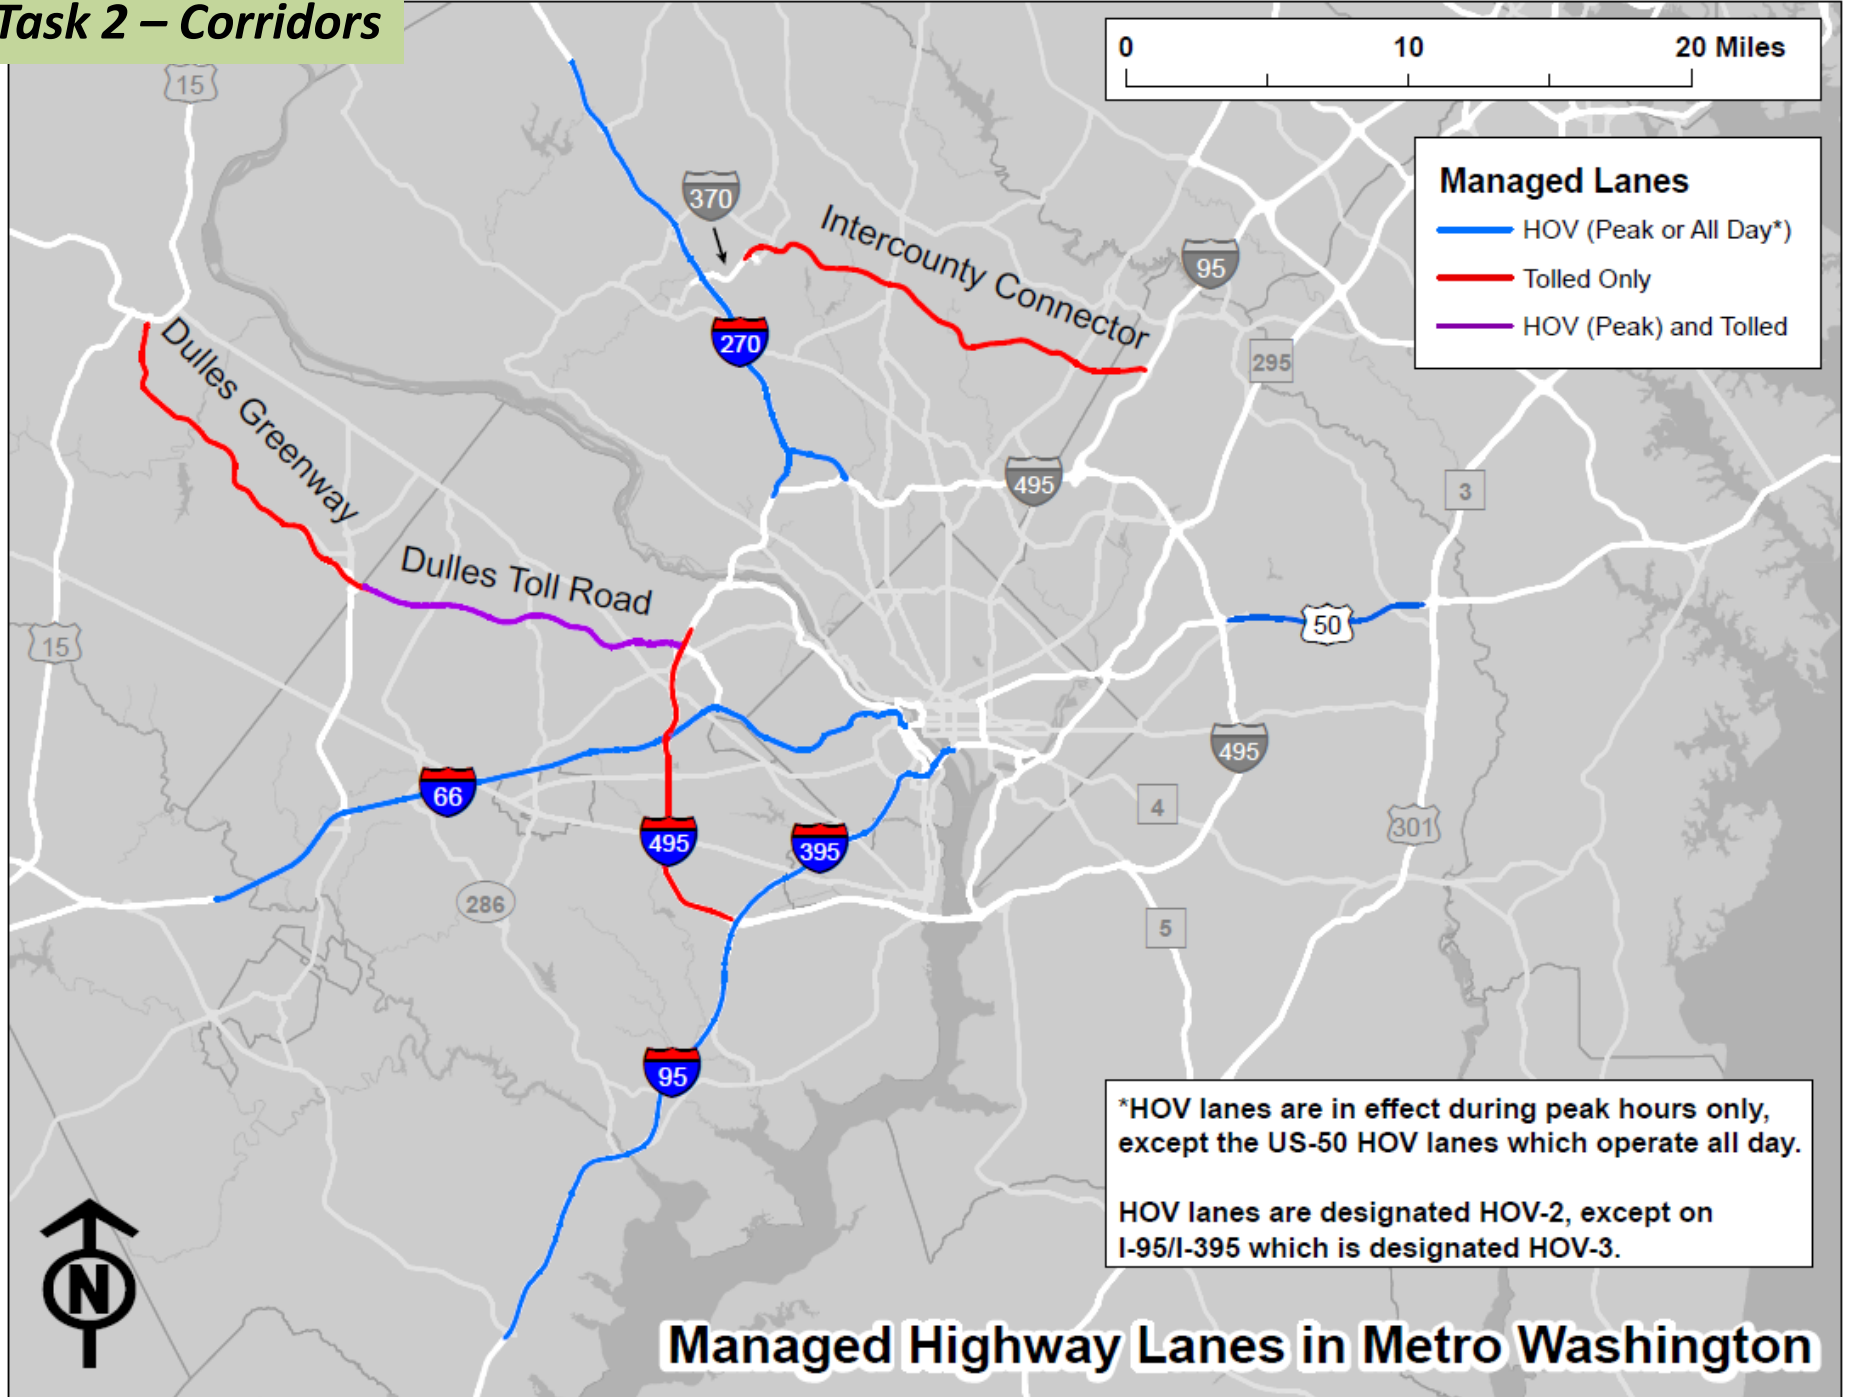 Task 2 – Corridors
0 10 20 Miles
15
370
Intercounty Connector
95
Managed Lanes
HOV (Peak or All Day*)
Tolled Only
HOV (Peak) and Tolled
270
295
Dulles Greenway
495
3
Dulles Toll Road
15
50
495
66
495
395
4
301
286
5
95
*HOV lanes are in effect during peak hours only,
except the US-50 HOV lanes which operate all day.
HOV lanes are designated HOV-2, except on
I-95/I-395 which is designated HOV-3.
N
Managed Highway Lanes in Metro Washington